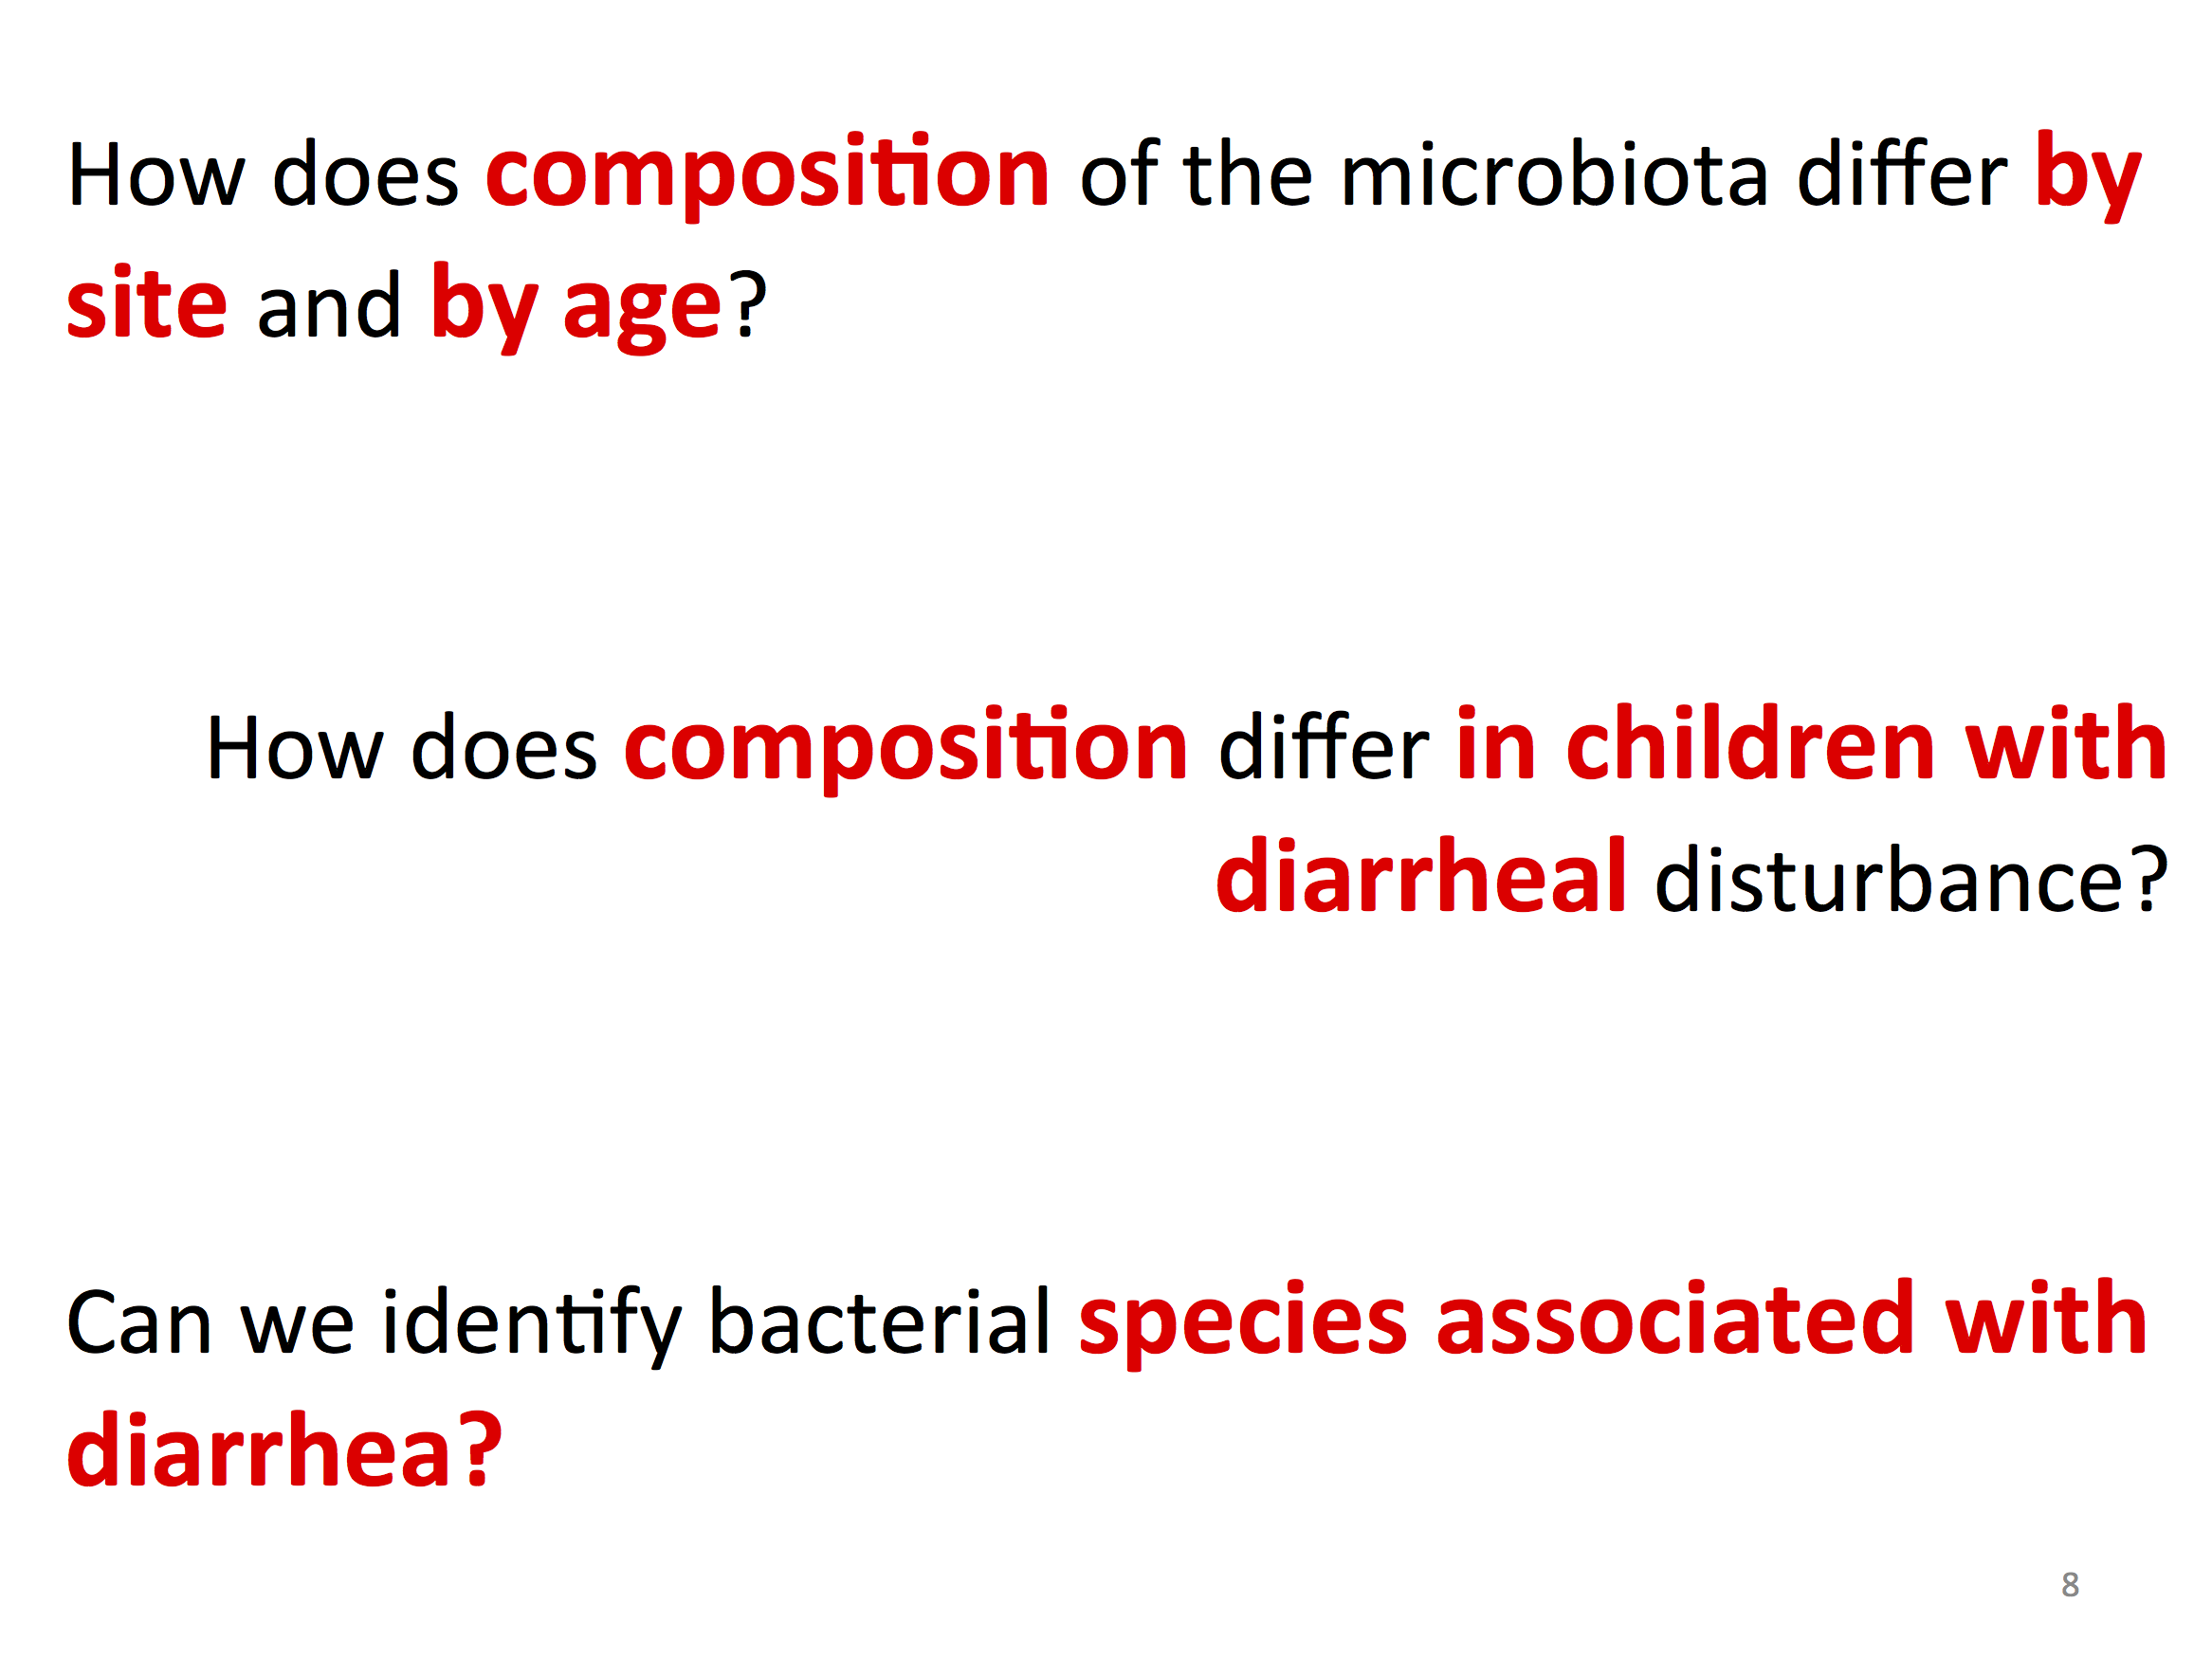 How does composition of the microbiota differ by
site and by age?
How does composition differ in children with
diarrheal disturbance?
Can we identify bacterial species associated with
diarrhea?
8